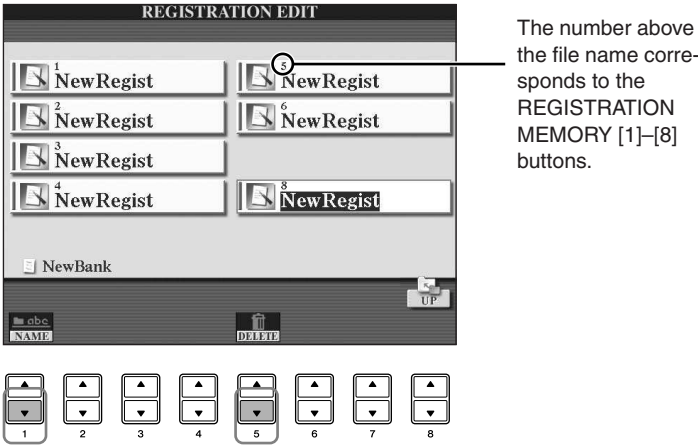 REGISTRATION EDIT
1
NewRegist
2
NewRegist
3
NewRegist
4
NewRegist
5
NewRegist
6
NewRegist
8
NewRegist
NewBank
UP
abc
NAME
DELETE
1 2 3 4 5 6 7 8
The number above
the file name corre-
sponds to the
REGISTRATION
MEMORY [1]–[8]
buttons.